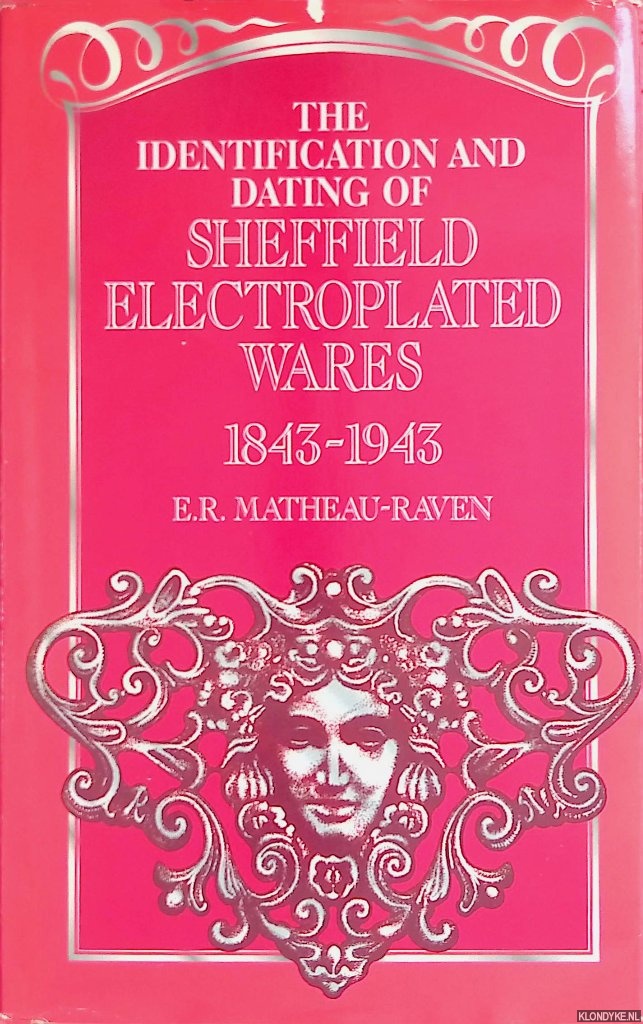 THE
IDENTIFICATION AND
DATING OF
SHEFFIELD
ELECTROPLATED
WARES
1843-1943
E.R. MATHEAU-RAVEN
KLONDYKE.NL